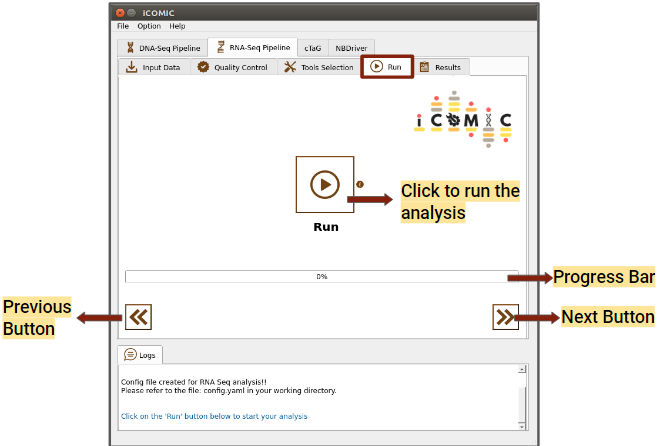 iCOMIC
File Option Help
DNA-Seq Pipeline RNA-Seq Pipeline cTaG NBDriver
Input Data Quality Control Tools Selection Run Results
iCOMIC
Click to run the
analysis
Run
0%
Progress Bar
Previous
Button
Next Button
Logs
Config file created for RNA Seq analysis!!
Please refer to the file: config.yaml in your working directory.
Click on the 'Run' button below to start your analysis